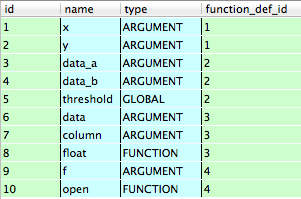 id name type function_def_id
1 x ARGUMENT 1
2 y ARGUMENT 1
3 data_a ARGUMENT 2
4 data_b ARGUMENT 2
5 threshold GLOBAL 2
6 data ARGUMENT 3
7 column ARGUMENT 3
8 float FUNCTION 3
9 f ARGUMENT 4
10 open FUNCTION 4